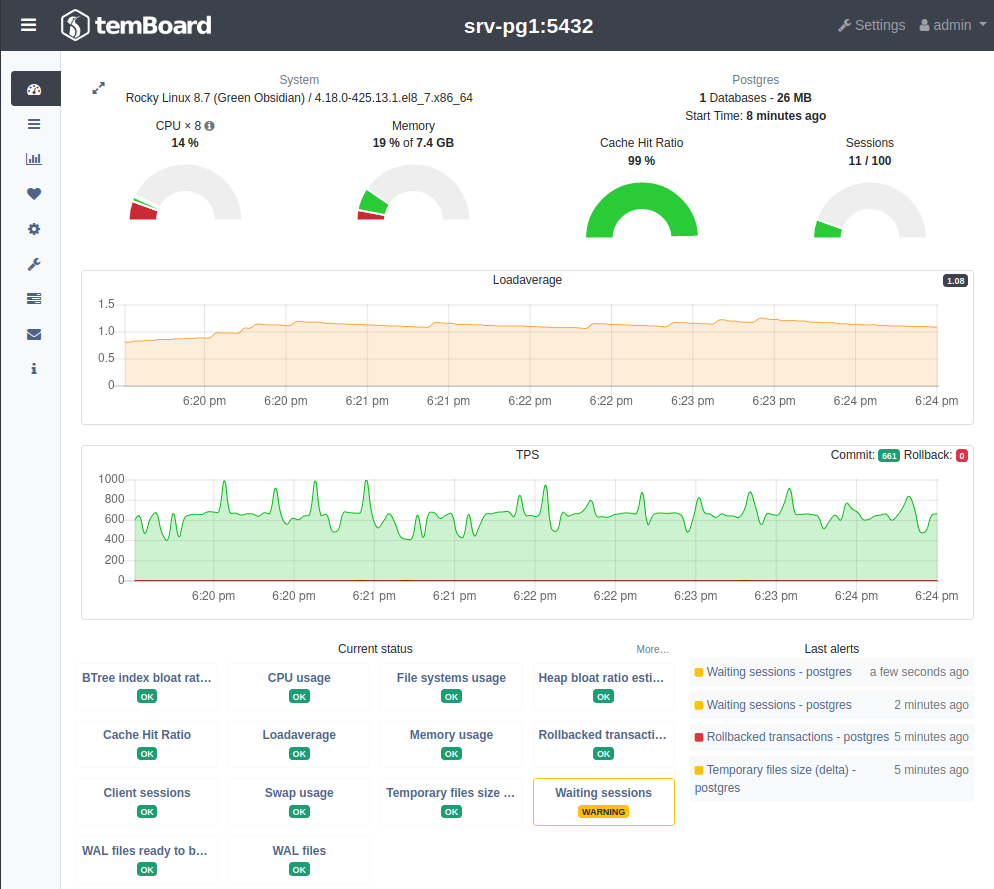 temBoard
srv-pg1:5432
Settings
admin
System
Rocky Linux 8.7 (Green Obsidian) / 4.18.0-425.13.1.el8_7.x86_64
CPU × 8
14 %
Memory
19 % of 7.4 GB
Postgres
1 Databases - 26 MB
Start Time: 8 minutes ago
Cache Hit Ratio
99 %
Sessions
11 / 100
Loadaverage
1.08
1.5
1.0
0.5
0
6:20 pm 6:20 pm 6:21 pm 6:21 pm 6:22 pm 6:22 pm 6:23 pm 6:23 pm 6:24 pm 6:24 pm
TPS
Commit: 661 Rollback: 0
1000
800
600
400
200
0
6:20 pm 6:20 pm 6:21 pm 6:21 pm 6:22 pm 6:22 pm 6:23 pm 6:23 pm 6:24 pm 6:24 pm
Current status
More...
BTree index bloat rat...
OK
CPU usage
OK
File systems usage
OK
Heap bloat ratio esti...
OK
Cache Hit Ratio
OK
Loadaverage
OK
Memory usage
OK
Rollbacked transacti...
OK
Client sessions
OK
Swap usage
OK
Temporary files size ...
OK
Waiting sessions
WARNING
WAL files ready to b...
OK
WAL files
OK
Last alerts
Waiting sessions - postgres a few seconds ago
Waiting sessions - postgres 2 minutes ago
Rollbacked transactions - postgres 5 minutes ago
Temporary files size (delta) - 5 minutes ago
postgres